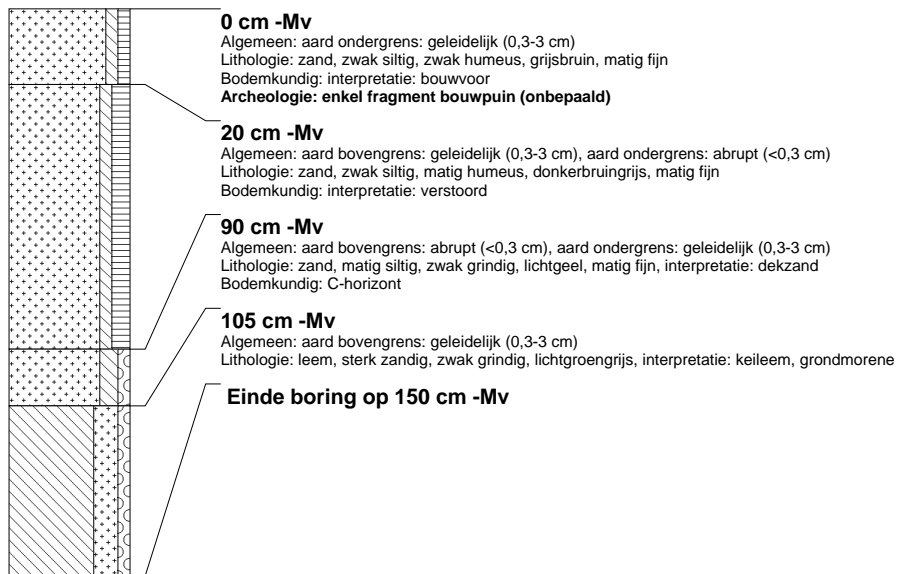 0 cm -Mv
Algemeen: aard ondergrens: geleidelijk (0,3-3 cm)
Lithologie: zand, zwak siltig, zwak humeus, grijsbruin, matig fijn
Bodemkundig: interpretatie: bouwvoor
Archeologie: enkel fragment bouwpuin (onbepaald)
20 cm -Mv
Algemeen: aard bovengrens: geleidelijk (0,3-3 cm), aard ondergrens: abrupt (<0,3 cm)
Lithologie: zand, zwak siltig, matig humeus, donkerbruingrijs, matig fijn
Bodemkundig: interpretatie: verstoord
90 cm -Mv
Algemeen: aard bovengrens: abrupt (<0,3 cm), aard ondergrens: geleidelijk (0,3-3 cm)
Lithologie: zand, matig siltig, zwak grindig, lichtgeel, matig fijn, interpretatie: dekzand
Bodemkundig: C-horizont
105 cm -Mv
Algemeen: aard bovengrens: geleidelijk (0,3-3 cm)
Lithologie: leem, sterk zandig, zwak grindig, lichtgroengrijs, interpretatie: keileem, grondmorene
Einde boring op 150 cm -Mv